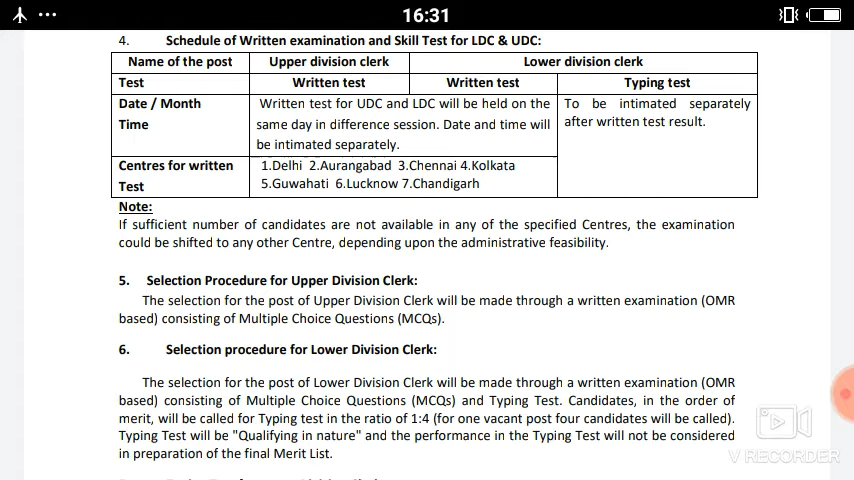 16:31
4. Schedule of Written examination and Skill Test for LDC & UDC:
Name of the post Upper division clerk Lower division clerk
Test Written test Written test Typing test
Date / Month
Time
Written test for UDC and LDC will be held on the
same day in difference session. Date and time will
be intimated separately.
To be intimated separately
after written test result.
Centres for written
Test
1.Delhi 2.Aurangabad 3.Chennai 4.Kolkata
5.Guwahati 6.Lucknow 7.Chandigarh
Note:
If sufficient number of candidates are not available in any of the specified Centres, the examination
could be shifted to any other Centre, depending upon the administrative feasibility.
5. Selection Procedure for Upper Division Clerk:
The selection for the post of Upper Division Clerk will be made through a written examination (OMR
based) consisting of Multiple Choice Questions (MCQs).
6. Selection procedure for Lower Division Clerk:
The selection for the post of Lower Division Clerk will be made through a written examination (OMR
based) consisting of Multiple Choice Questions (MCQs) and Typing Test. Candidates, in the order of
merit, will be called for Typing test in the ratio of 1:4 (for one vacant post four candidates will be called).
Typing Test will be "Qualifying in nature" and the performance in the Typing Test will not be considered
in preparation of the final Merit List.
V RECORDER